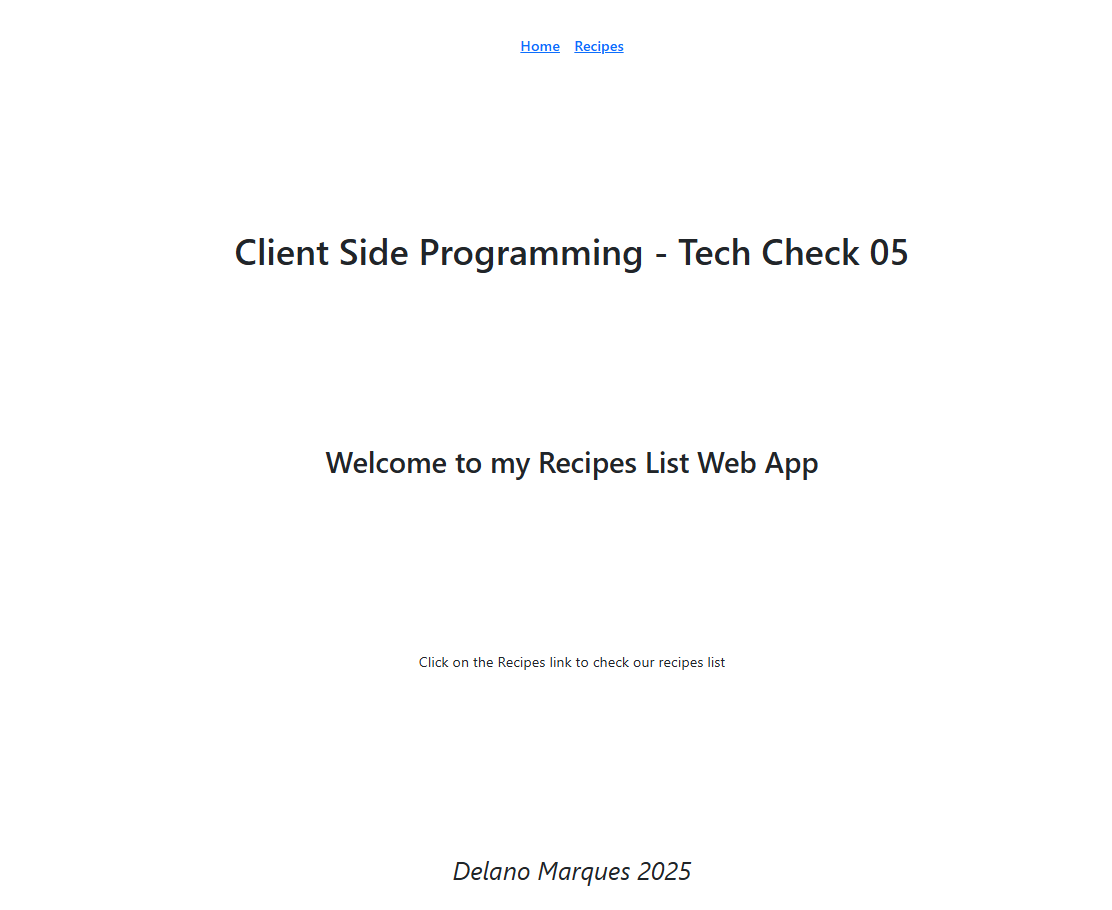 Home Recipes
Client Side Programming - Tech Check 05
Welcome to my Recipes List Web App
Click on the Recipes link to check our recipes list
Delano Marques 2025